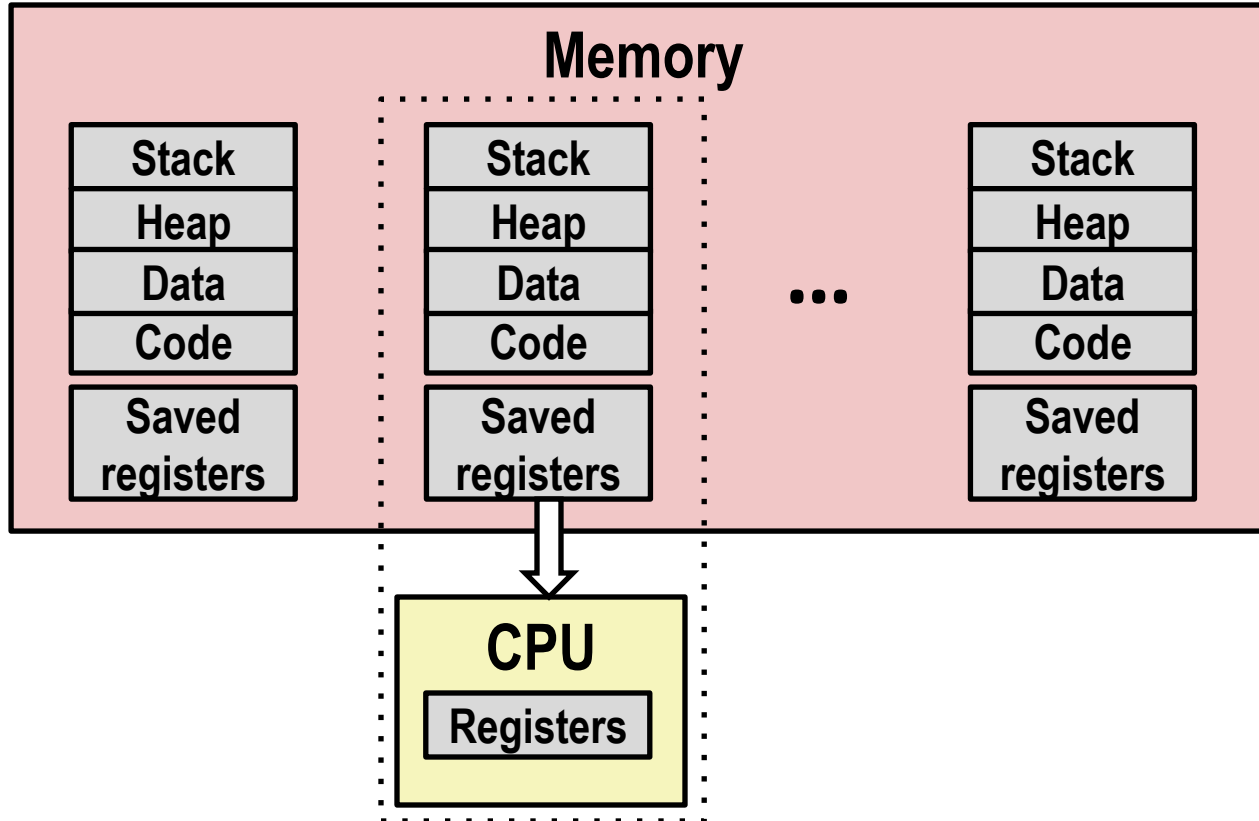 Memory
Stack
Heap
Data
Code
Saved
registers
Stack
Heap
Data
Code
Saved
registers
...
Stack
Heap
Data
Code
Saved
registers
CPU
Registers